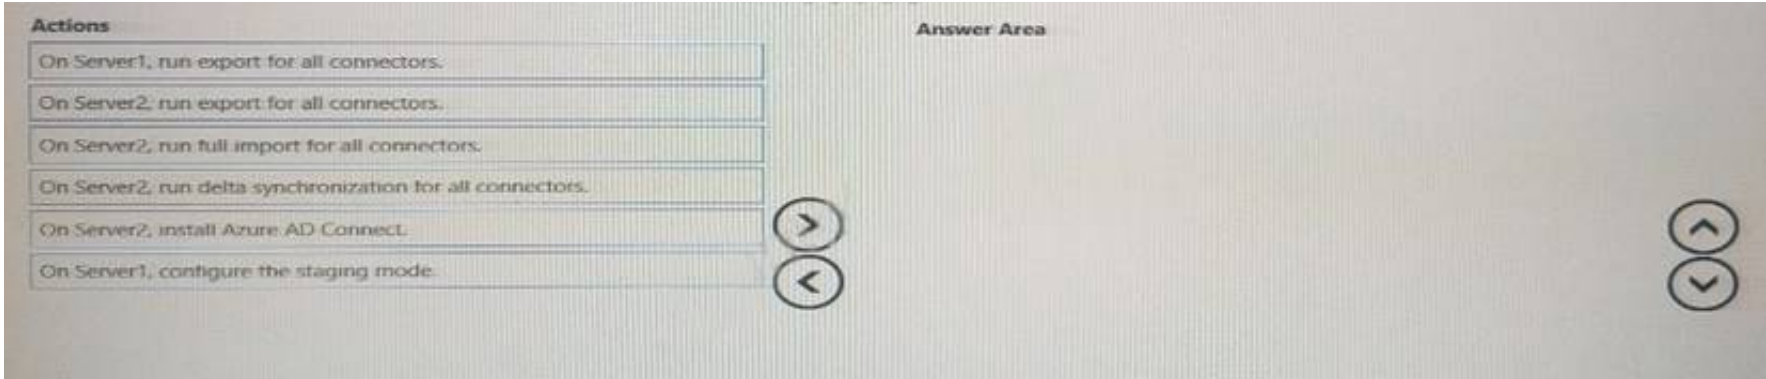 Actions
Answer Area
On Server1, run export for all connectors.
On Server2, run export for all connectors.
On Server2, run full import for all connectors.
On Server2, run delta synchronization for all connectors.
On Server2, install Azure AD Connect.
On Server1, configure the staging mode.